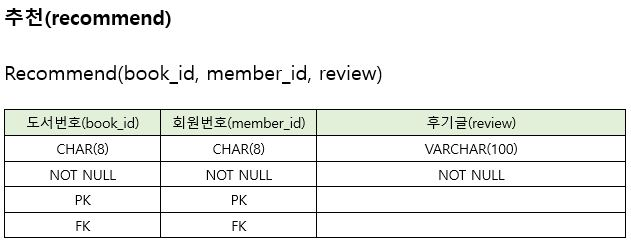 추천(recommend)
Recommend(book_id, member_id, review)
도서번호(book_id) 회원번호(member_id) 후기글(review)
CHAR(8) CHAR(8) VARCHAR(100)
NOT NULL NOT NULL NOT NULL
PK PK
FK FK